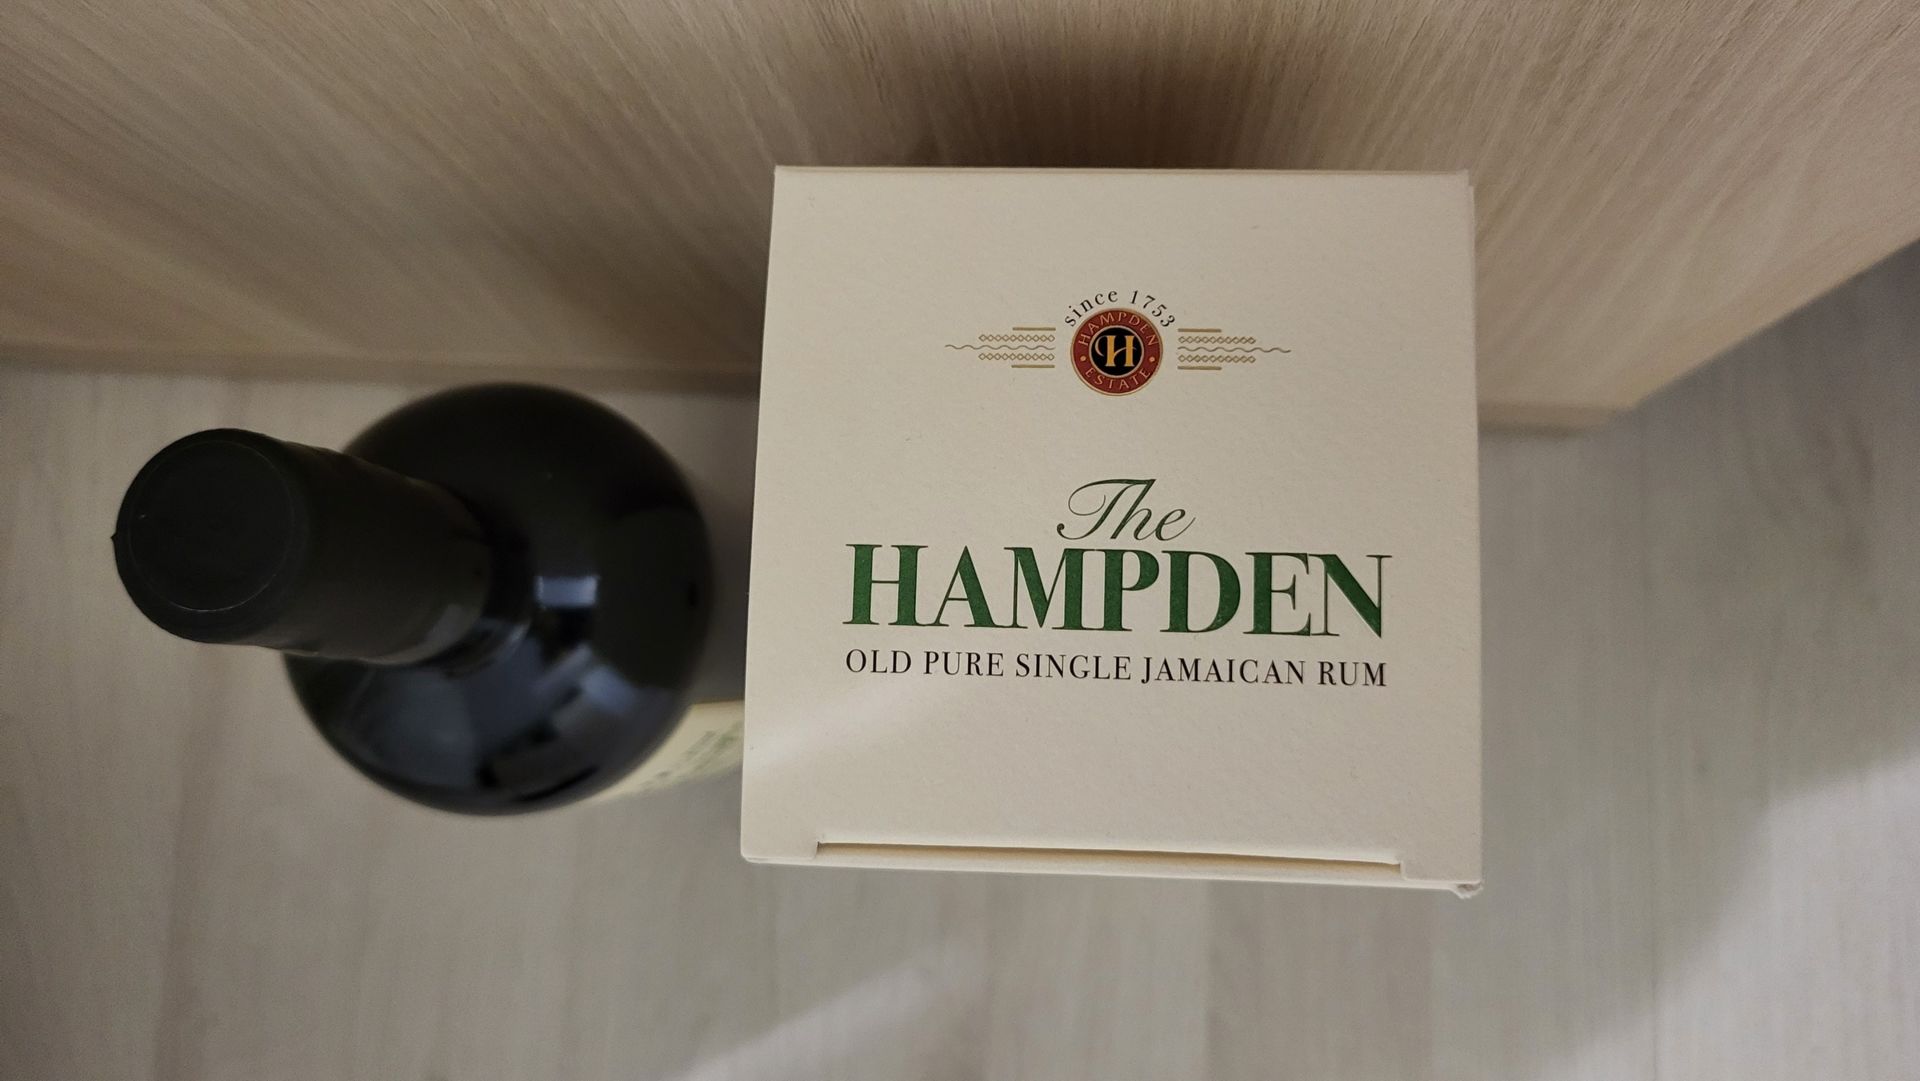 since 1753
HAMPDEN
H
ESTATE
The
HAMPDEN
OLD PURE SINGLE JAMAICAN RUM